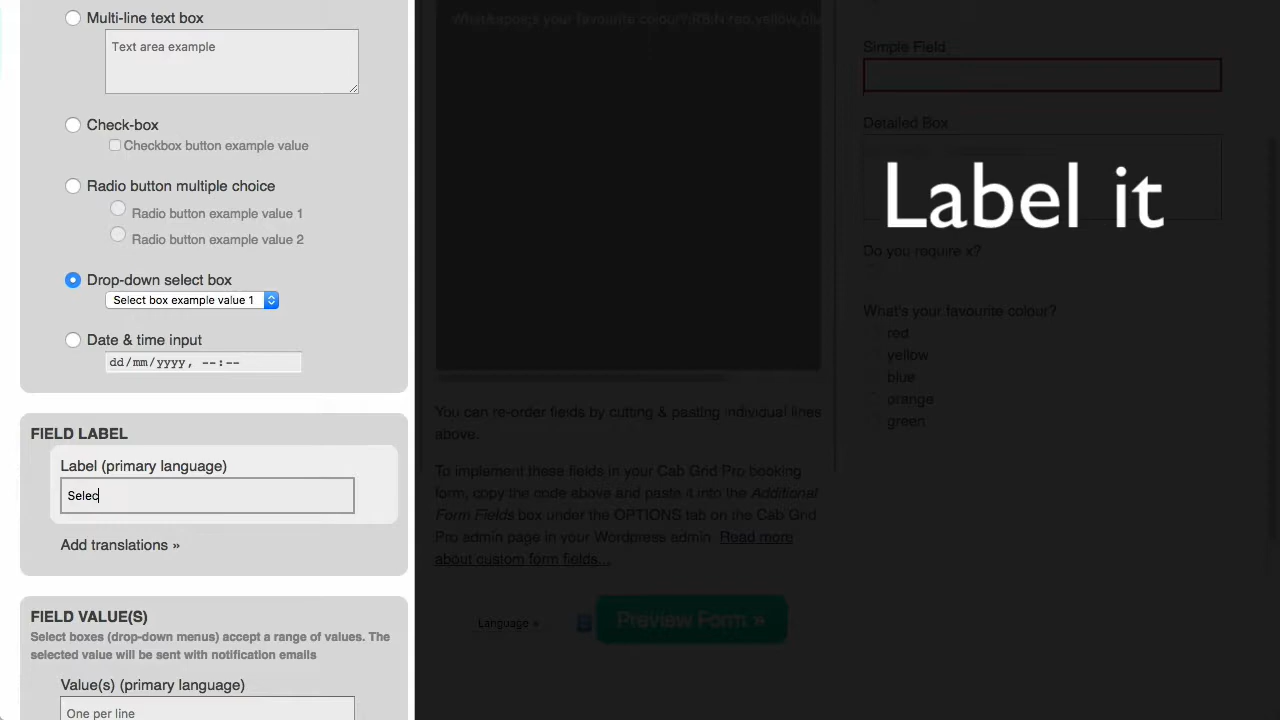 Multi-line text box
Text area example
Check-box
Checkbox button example value
Radio button multiple choice
Radio button example value 1
Radio button example value 2
Drop-down select box
Select box example value 1
Date & time input
dd/mm/yyyy, --:--
FIELD LABEL
Label (primary language)
Selec
Add translations »
FIELD VALUE(S)
Select boxes (drop-down menus) accept a range of values. The
selected value will be sent with notification emails
Value(s) (primary language)
One per line
What&apos;s your favourite colour?;R&N;red,yellow,blu
You can re-order fields by cutting & pasting individual lines
above.
To implement these fields in your Cab Grid Pro booking
form, copy the code above and paste it into the Additional
Form Fields box under the OPTIONS tab on the Cab Grid
Pro admin page in your Wordpress admin. Read more
about custom form fields...
Language »
Preview Form »
Simple Field
Detailed Box
Label it
Do you require x?
What's your favourite colour?
red
yellow
blue
orange
green